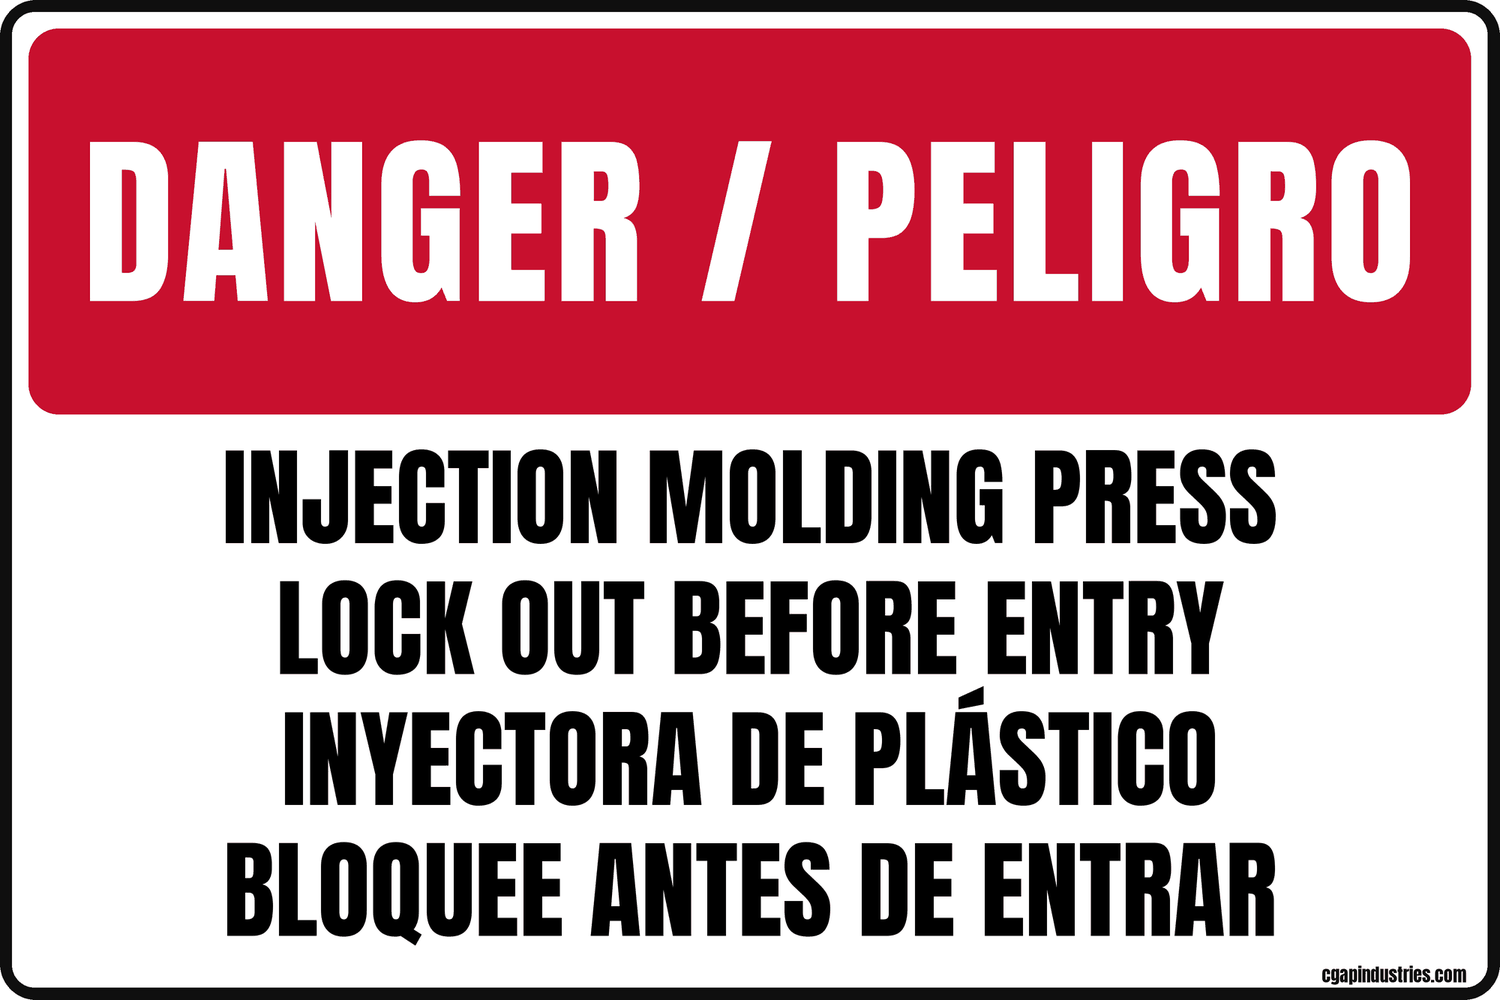 DANGER / PELIGRO
INJECTION MOLDING PRESS
LOCK OUT BEFORE ENTRY
INYECTORA DE PLÁSTICO
BLOQUEE ANTES DE ENTRAR
cgapindustries.com